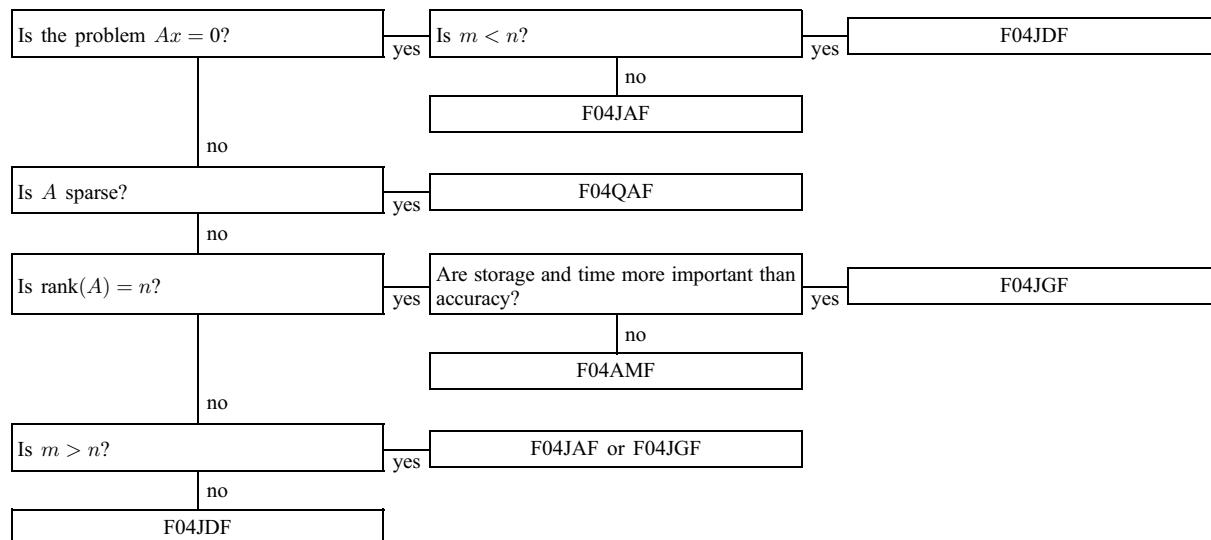 Is the problem Ax = 0?
yes
Is m < n?
yes
F04JDF
no
F04JAF
no
Is A sparse?
yes
F04QAF
no
Is rank(A) = n?
yes
Are storage and time more important than
accuracy?
yes
F04JGF
no
F04AMF
no
Is m > n?
yes
F04JAF or F04JGF
no
F04JDF